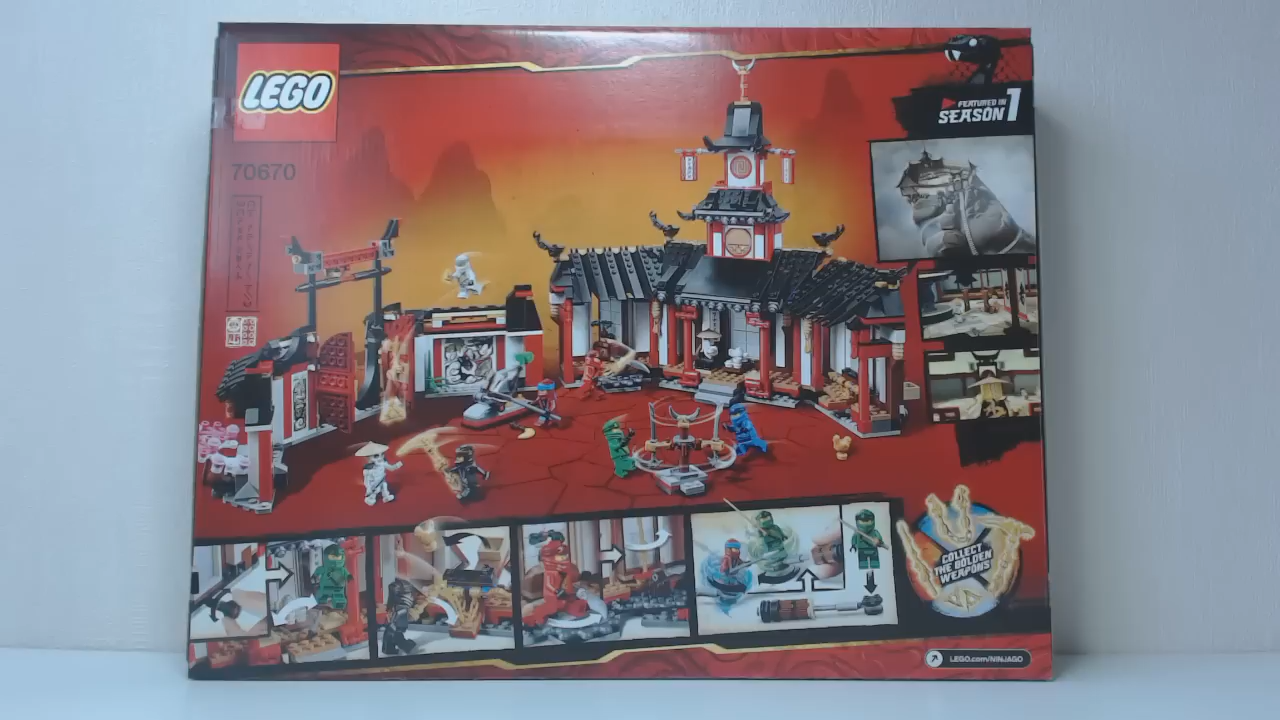 LEGO
70670
FEATURED IN
SEASON 1
COLLECT
THE GOLDEN
WEAPONS
LEGO.com/NINJAGO